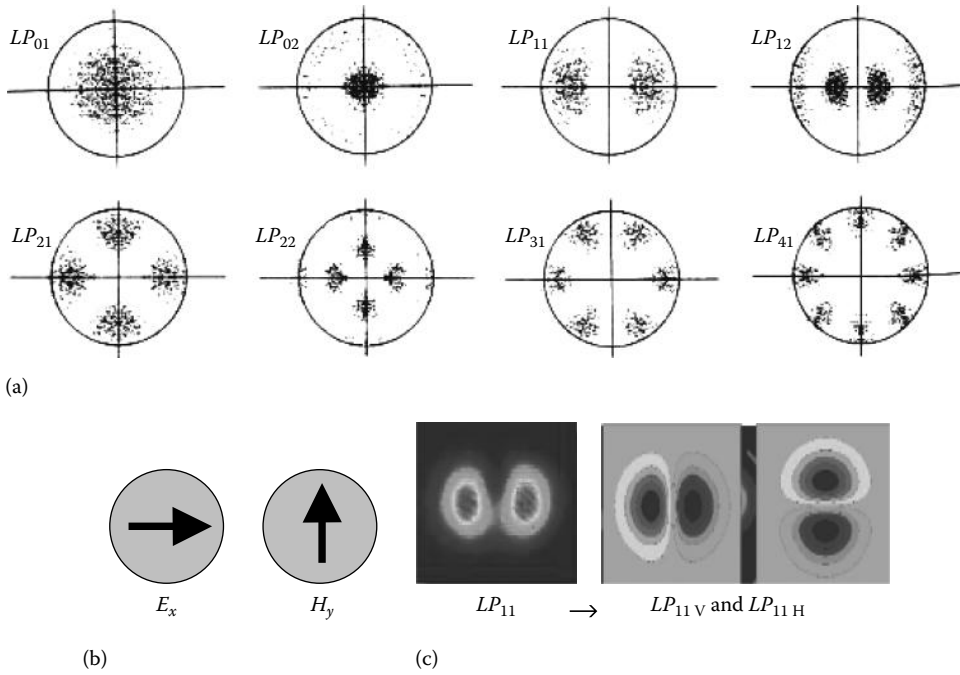 LP01 LP02 LP11 LP12
LP21 LP22 LP31 LP41
(a)
Ex Hy LP11 → LP11 V and LP11 H
(b) (c)